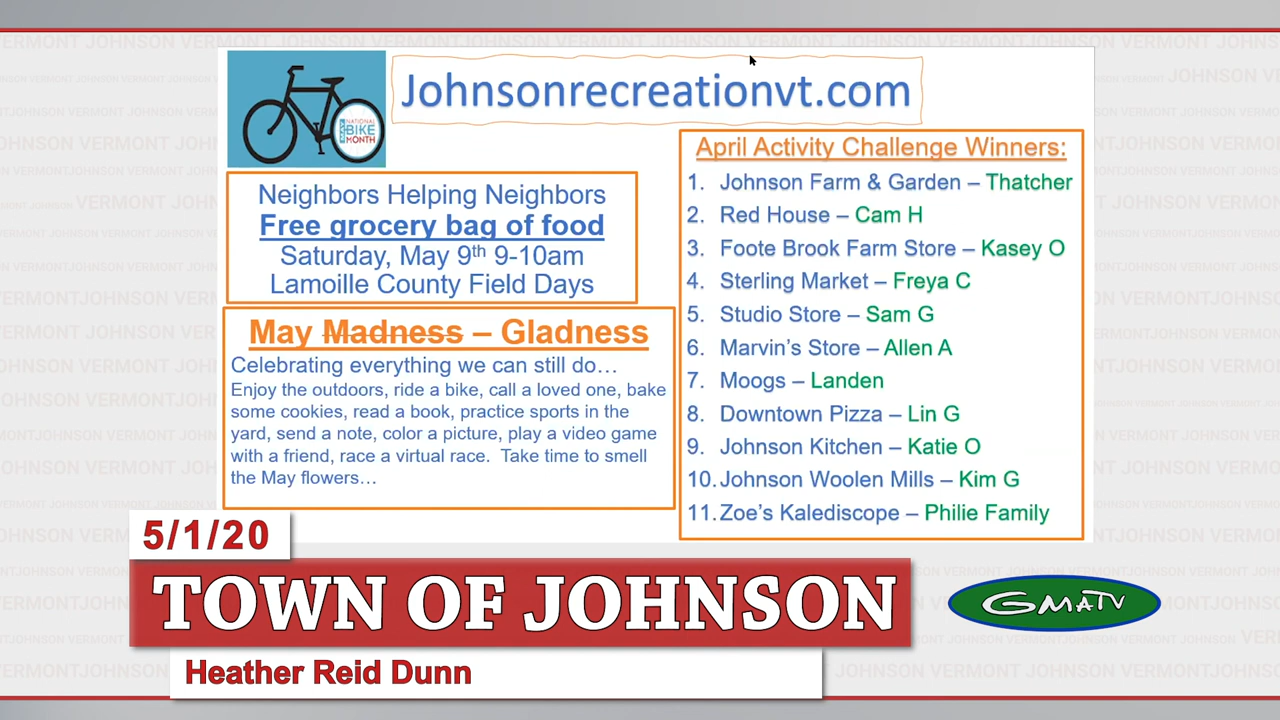 Johnsonrecreationvt.com
NATIONAL
BIKE
MONTH
Neighbors Helping Neighbors
Free grocery bag of food
Saturday, May 9th 9-10am
Lamoille County Field Days
May Madness – Gladness
Celebrating everything we can still do…
Enjoy the outdoors, ride a bike, call a loved one, bake
some cookies, read a book, practice sports in the
yard, send a note, color a picture, play a video game
with a friend, race a virtual race.  Take time to smell
the May flowers…
April Activity Challenge Winners:
1. Johnson Farm & Garden – Thatcher
2. Red House – Cam H
3. Foote Brook Farm Store – Kasey O
4. Sterling Market – Freya C
5. Studio Store – Sam G
6. Marvin's Store – Allen A
7. Moogs – Landen
8. Downtown Pizza – Lin G
9. Johnson Kitchen – Katie O
10. Johnson Woolen Mills – Kim G
11. Zoe's Kalediscope – Philie Family
5/1/20
TOWN OF JOHNSON
GMATV
Heather Reid Dunn